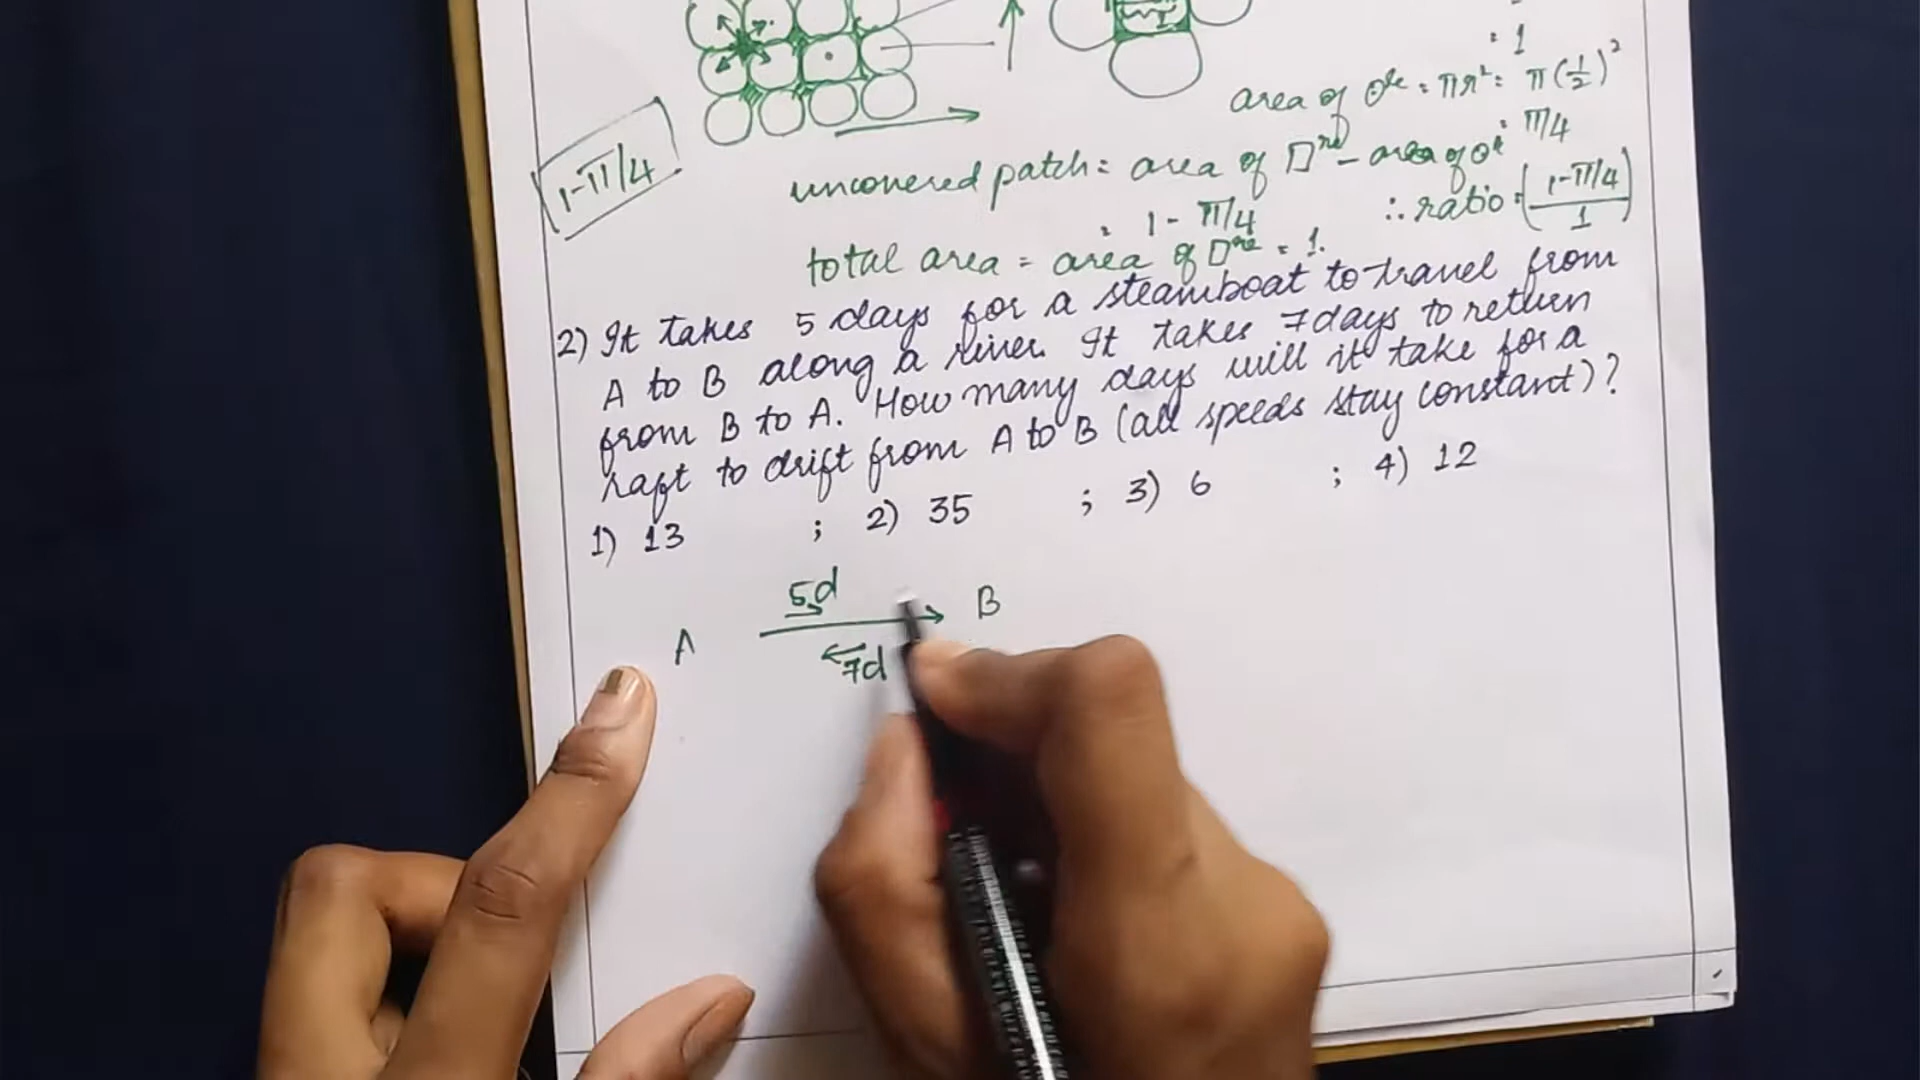 = 1
area of ⊙le = πr² = π(1/2)²
= π/4
1-π/4
uncovered patch = area of □re - area of ⊙le
= 1 - π/4
∴ ratio = (1-π/4 / 1)
total area = area of □re = 1.
2) It takes 5 days for a steamboat to travel from
A to B along a river. It takes 7 days to return
from B to A. How many days will it take for a
raft to drift from A to B (all speeds stay constant)?
1) 13 ; 2) 35 ; 3) 6 ; 4) 12
5d
A B
7d